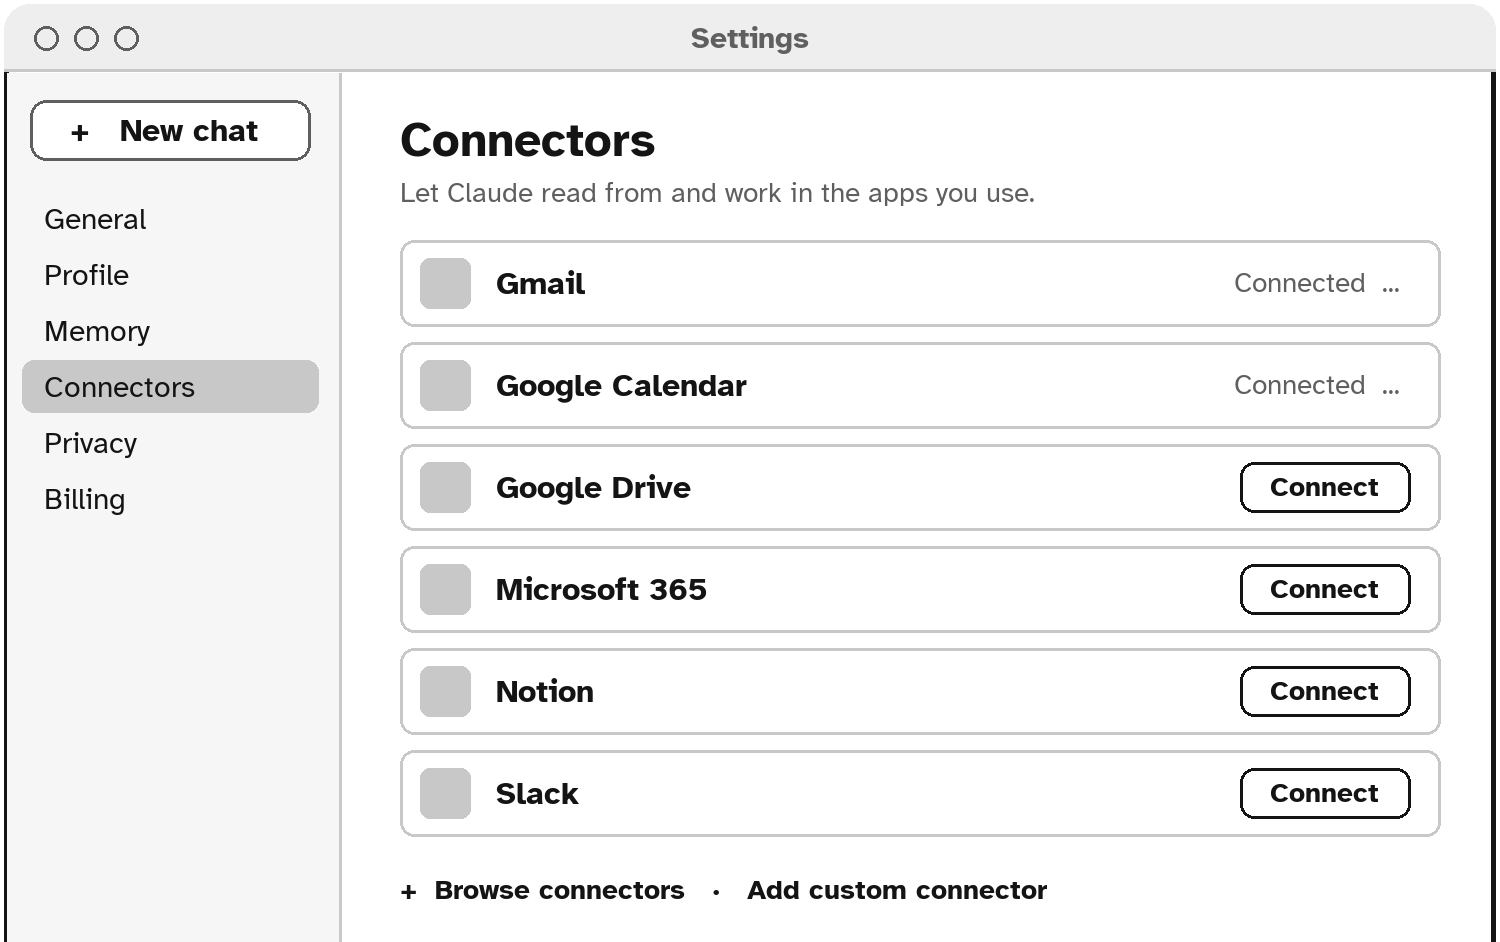 Settings
+ New chat
General
Profile
Memory
Connectors
Privacy
Billing
Connectors
Let Claude read from and work in the apps you use.
Gmail Connected ...
Google Calendar Connected ...
Google Drive Connect
Microsoft 365 Connect
Notion Connect
Slack Connect
+ Browse connectors · Add custom connector